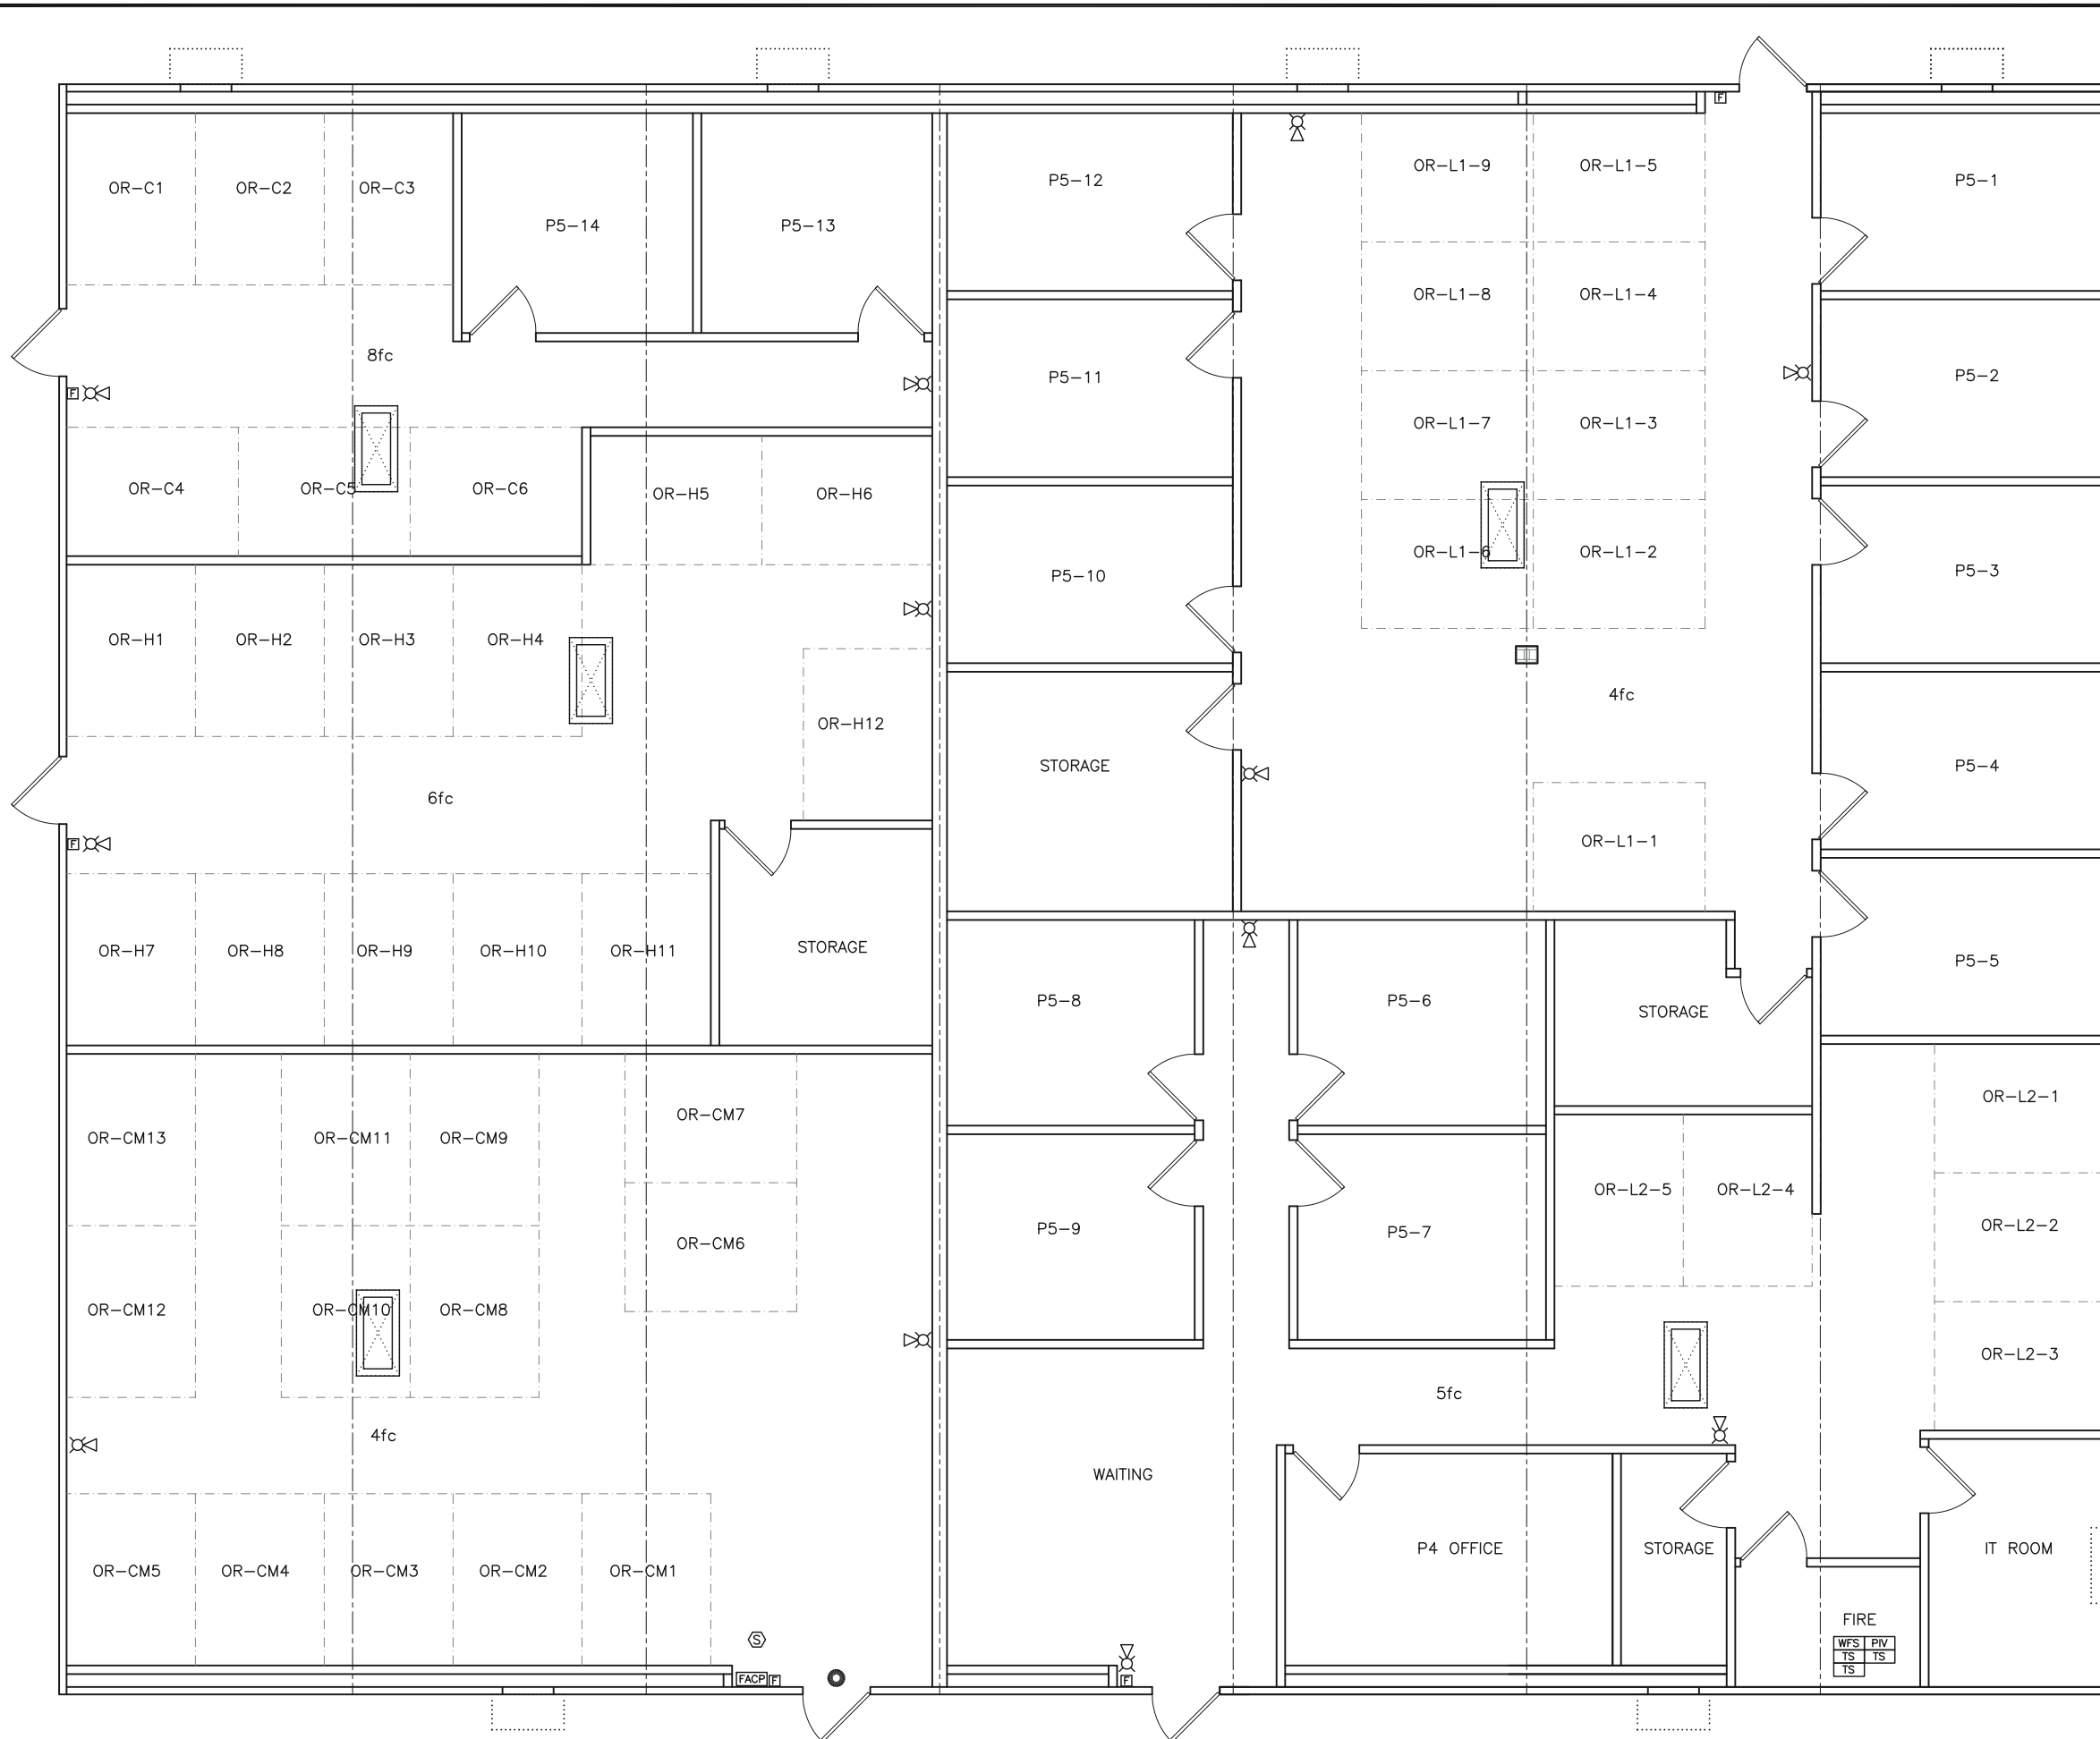 F
OR-L1-9
OR-L1-5
OR-C1
OR-C2
OR-C3
P5-12
P5-1
P5-14
P5-13
OR-L1-8
OR-L1-4
8fc
P5-11
P5-2
F
OR-L1-7
OR-L1-3
OR-C4
OR-C5
OR-C6
OR-H5
OR-H6
OR-L1-6
OR-L1-2
P5-10
P5-3
OR-H1
OR-H2
OR-H3
OR-H4
4fc
OR-H12
STORAGE
P5-4
6fc
F
OR-L1-1
OR-H7
OR-H8
OR-H9
OR-H10
OR-H11
STORAGE
P5-5
P5-8
P5-6
STORAGE
OR-L2-1
OR-CM7
OR-CM13
OR-CM11
OR-CM9
OR-L2-5
OR-L2-4
P5-9
P5-7
OR-L2-2
OR-CM6
OR-CM12
OR-CM10
OR-CM8
OR-L2-3
5fc
4fc
WAITING
P4 OFFICE
STORAGE
IT ROOM
OR-CM5
OR-CM4
OR-CM3
OR-CM2
OR-CM1
FIRE
S
WFS PIV
TS TS
TS
FACP F
F